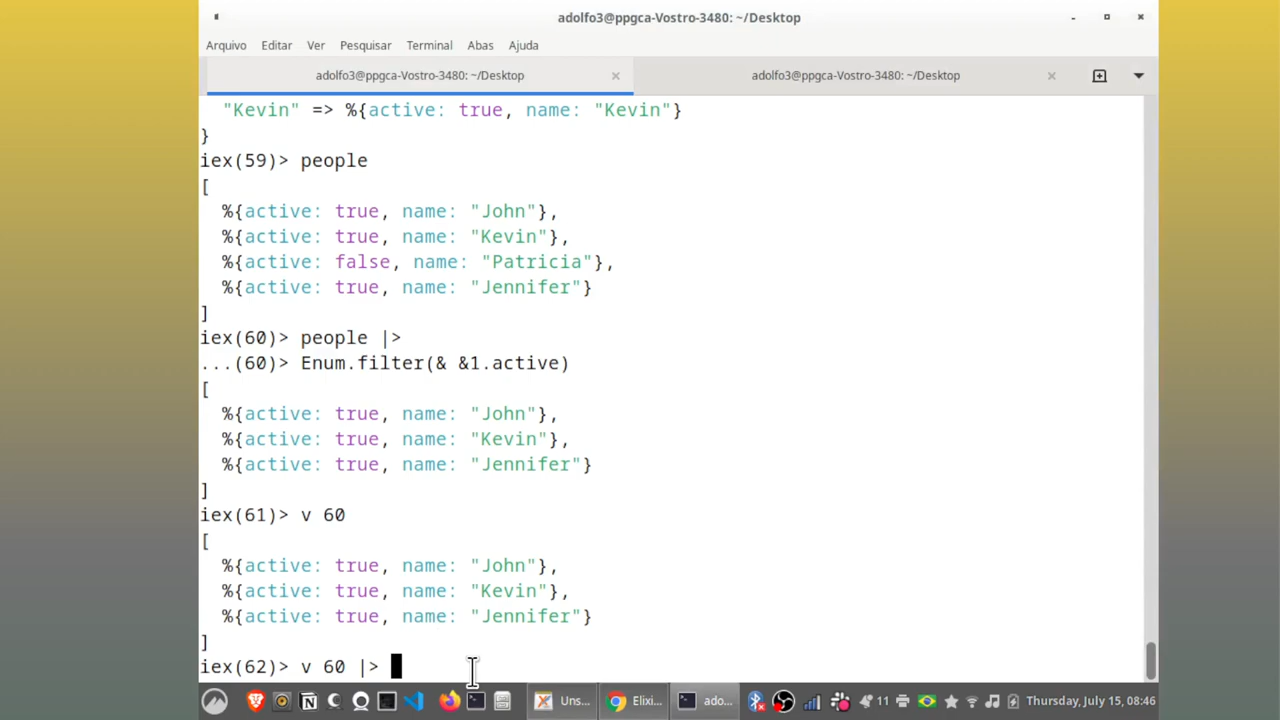 adolfo3@ppgca-Vostro-3480: ~/Desktop
Arquivo Editar Ver Pesquisar Terminal Abas Ajuda
adolfo3@ppgca-Vostro-3480: ~/Desktop adolfo3@ppgca-Vostro-3480: ~/Desktop
"Kevin" => %{active: true, name: "Kevin"}
}
iex(59)> people
[
%{active: true, name: "John"},
%{active: true, name: "Kevin"},
%{active: false, name: "Patricia"},
%{active: true, name: "Jennifer"}
]
iex(60)> people |>
...(60)> Enum.filter(& &1.active)
[
%{active: true, name: "John"},
%{active: true, name: "Kevin"},
%{active: true, name: "Jennifer"}
]
iex(61)> v 60
[
%{active: true, name: "John"},
%{active: true, name: "Kevin"},
%{active: true, name: "Jennifer"}
]
iex(62)> v 60 |>
Uns... Elixi... ado... 11 Thursday, July 15, 08:46